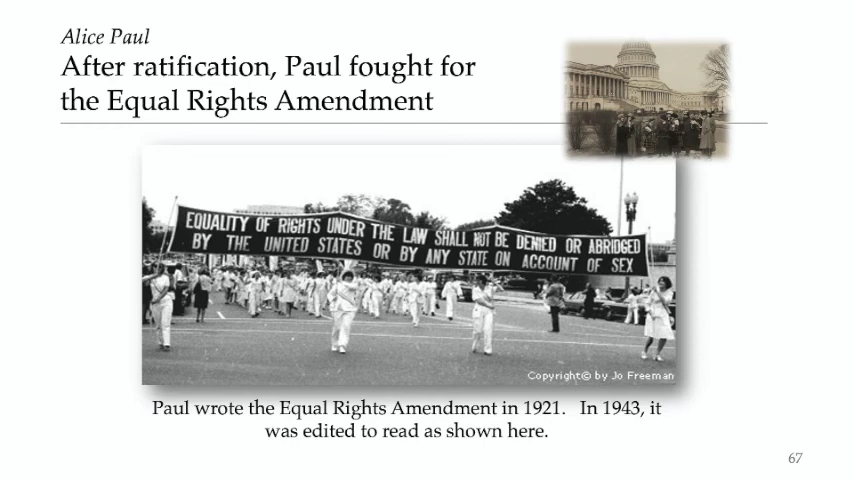 Alice Paul
After ratification, Paul fought for
the Equal Rights Amendment
EQUALITY OF RIGHTS UNDER THE LAW SHALL NOT BE DENIED OR ABRIDGED
BY THE UNITED STATES OR BY ANY STATE ON ACCOUNT OF SEX
Copyright© by Jo Freeman
Paul wrote the Equal Rights Amendment in 1921. In 1943, it
was edited to read as shown here.
67